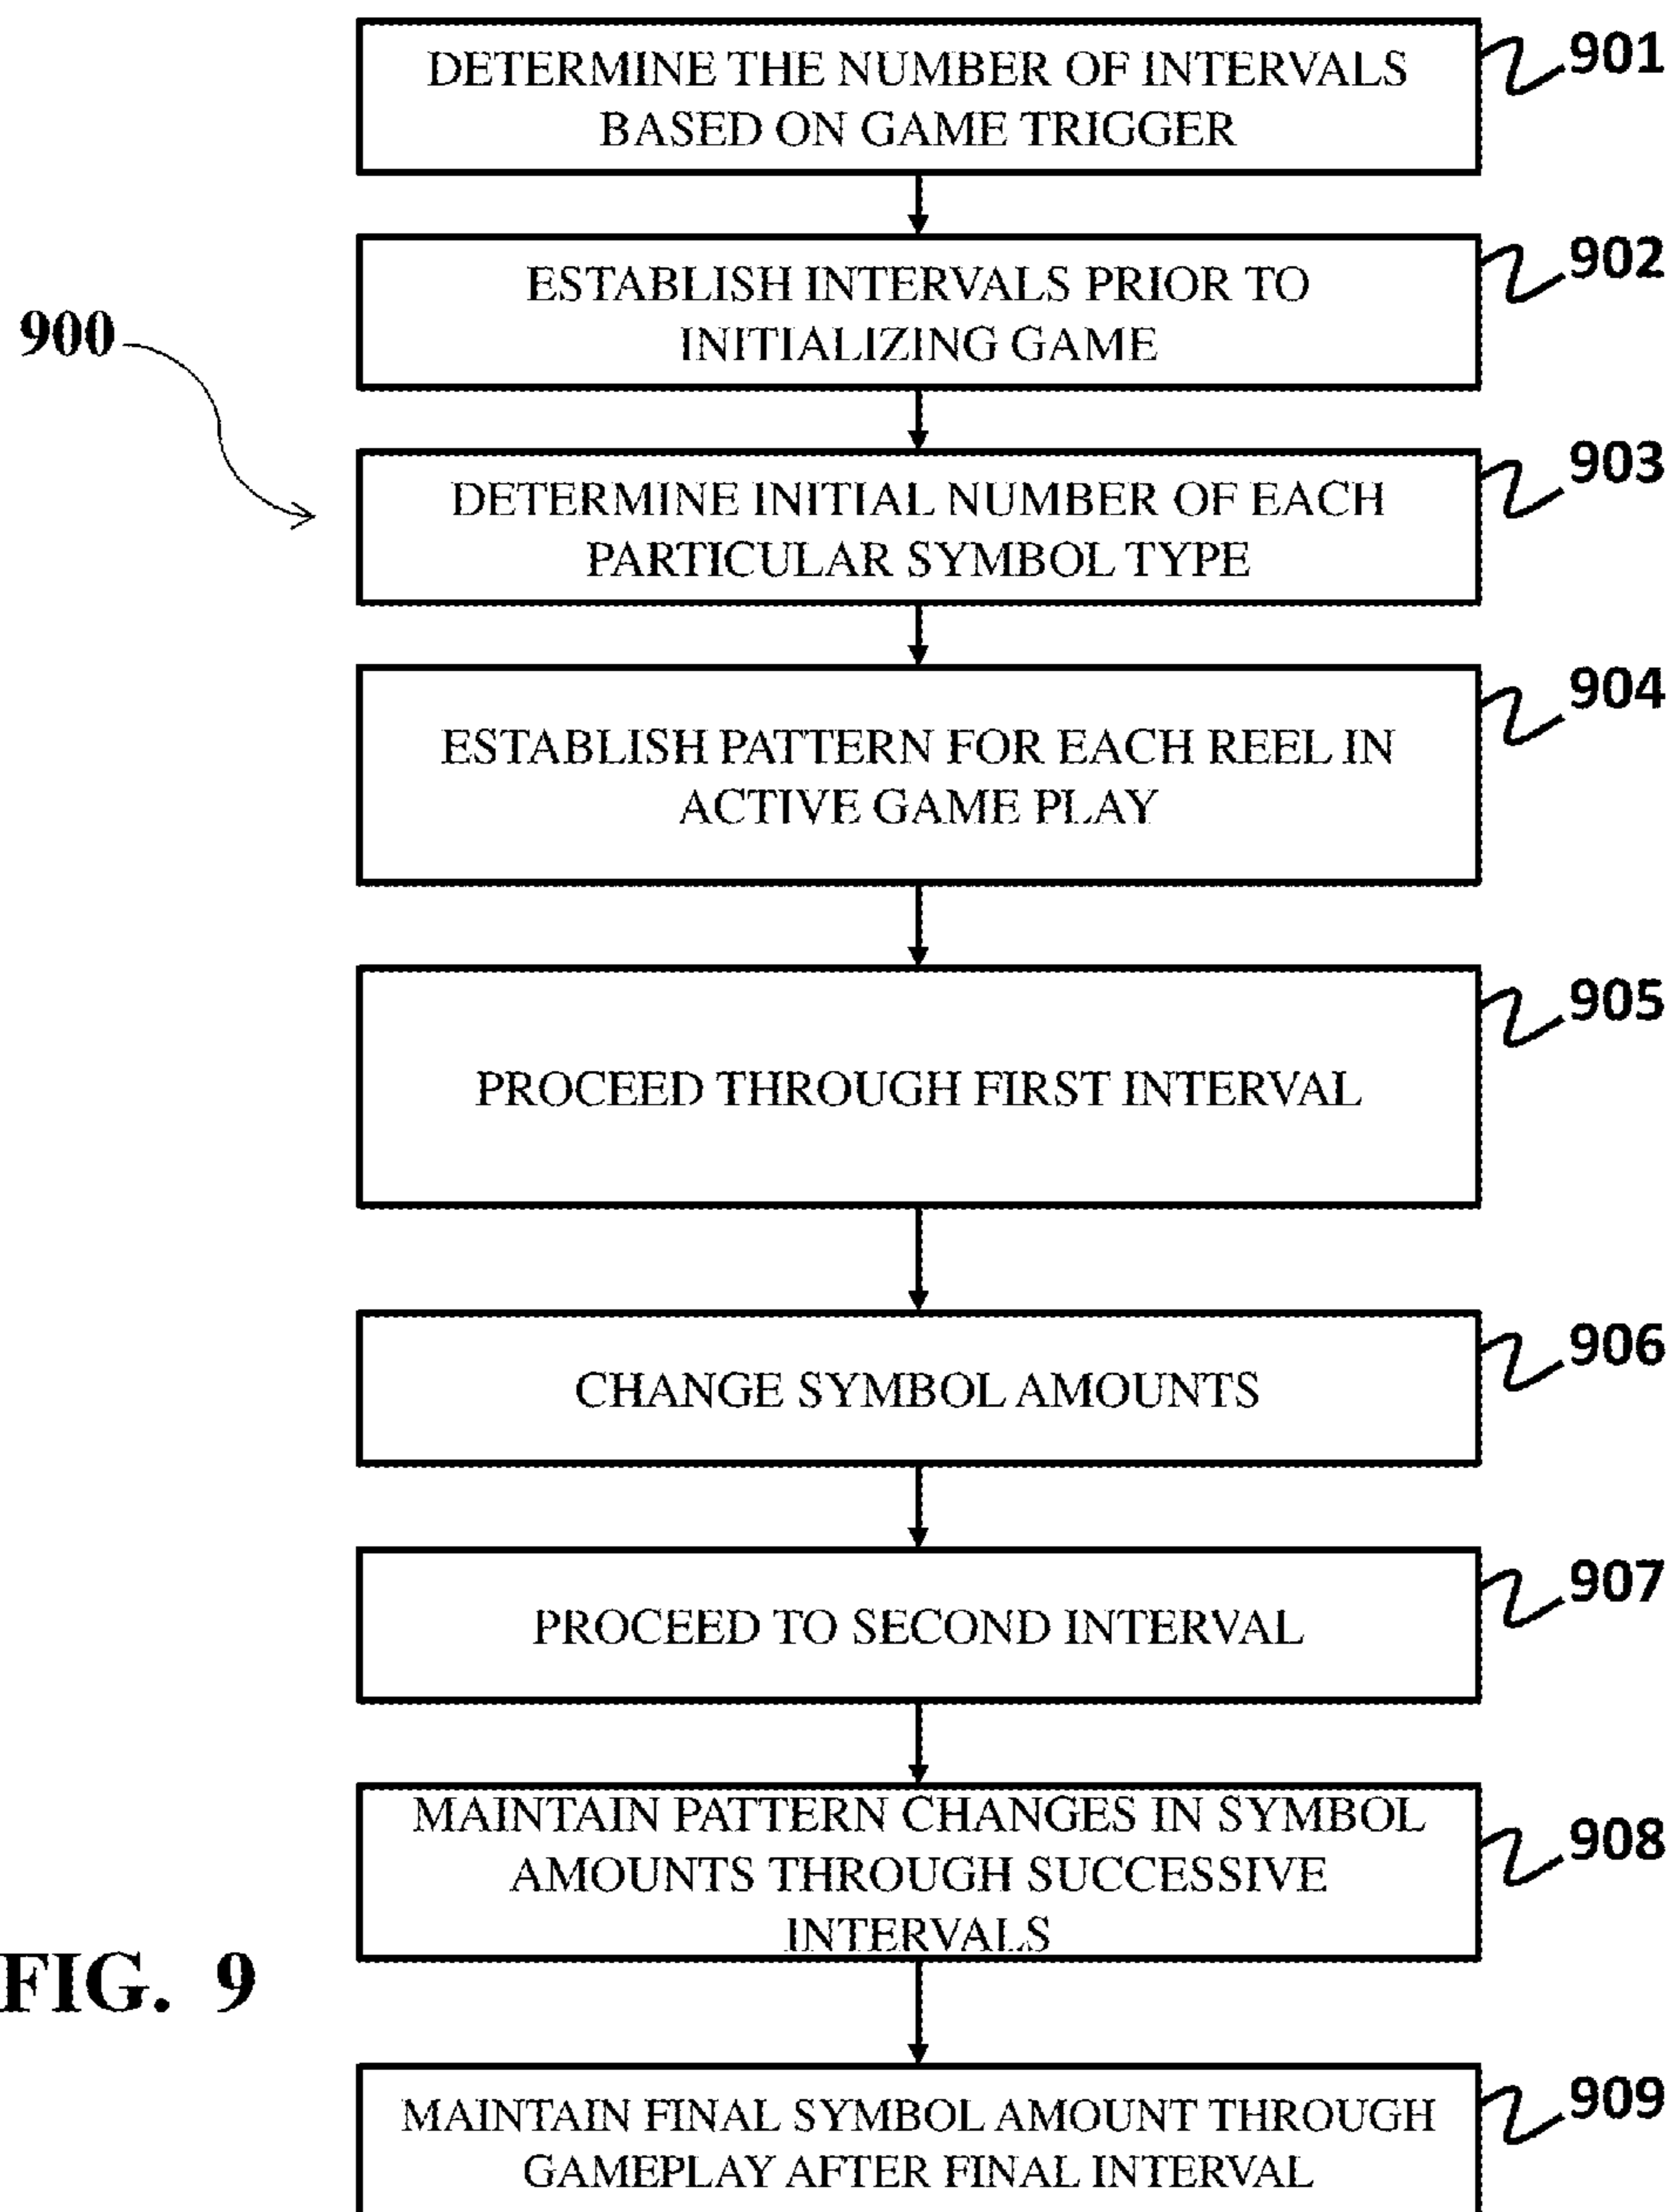 DETERMINE THE NUMBER OF INTERVALS
BASED ON GAME TRIGGER
901
ESTABLISH INTERVALS PRIOR TO
INITIALIZING GAME
902
900
DETERMINE INITIAL NUMBER OF EACH
PARTICULAR SYMBOL TYPE
903
ESTABLISH PATTERN FOR EACH REEL IN
ACTIVE GAME PLAY
904
PROCEED THROUGH FIRST INTERVAL
905
CHANGE SYMBOL AMOUNTS
906
PROCEED TO SECOND INTERVAL
907
MAINTAIN PATTERN CHANGES IN SYMBOL
AMOUNTS THROUGH SUCCESSIVE
INTERVALS
908
FIG. 9
MAINTAIN FINAL SYMBOL AMOUNT THROUGH
GAMEPLAY AFTER FINAL INTERVAL
909